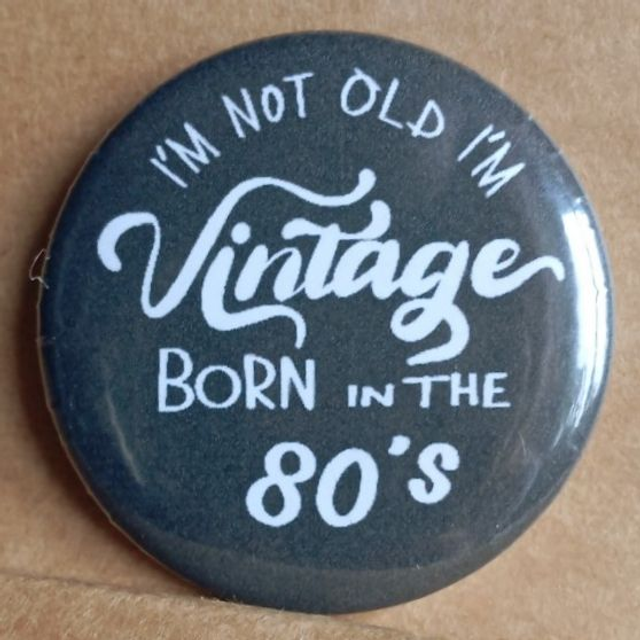 I'M NOT OLD I'M
Vintage
BORN IN THE
80's